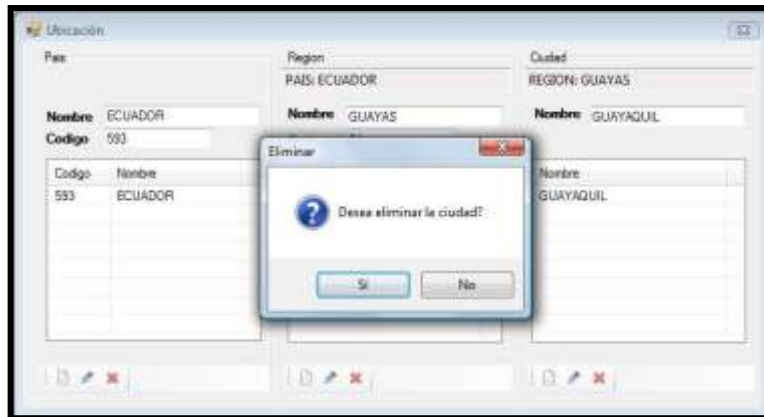 Ubicación
Pais
Nombre ECUADOR
Codigo 593
Codigo Nombre
593 ECUADOR
Region
PAIS: ECUADOR
Nombre GUAYAS
Ciudad
REGION: GUAYAS
Nombre GUAYAQUIL
Nombre
GUAYAQUIL
Eliminar
Desea eliminar la ciudad?
Sí No